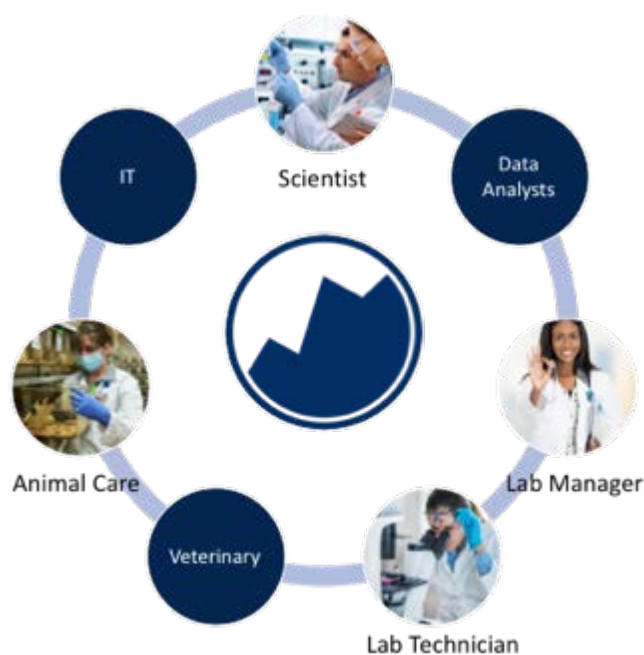 Scientist
IT
Data
Analysts
Animal Care
Lab Manager
Veterinary
Lab Technician